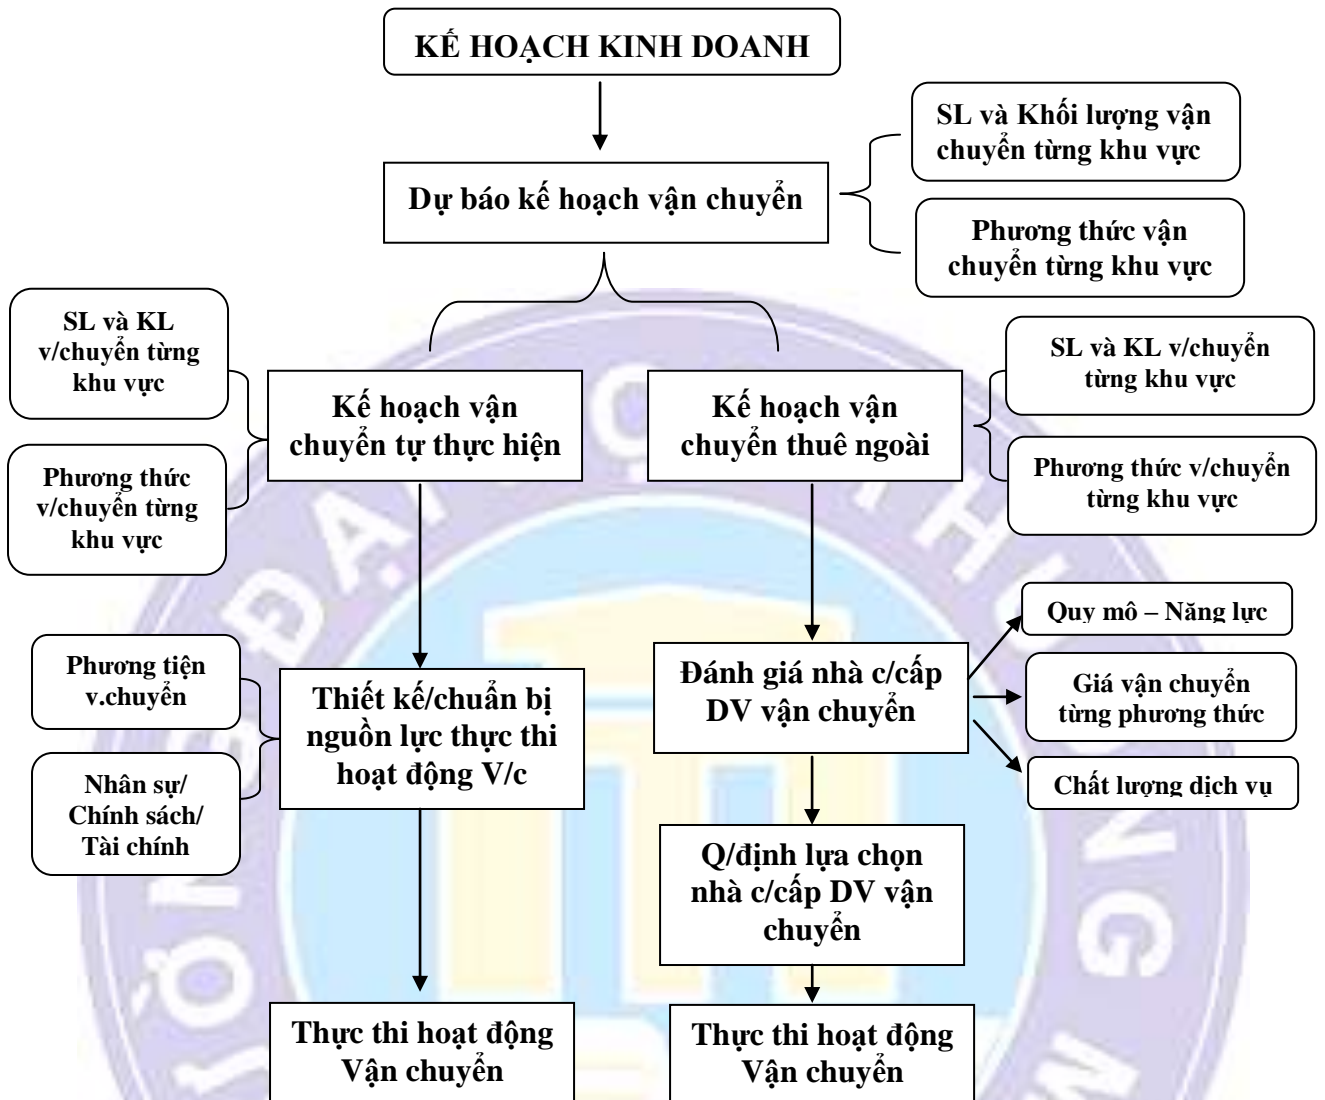 KẾ HOẠCH KINH DOANH
SL và Khối lượng vận
chuyển từng khu vực
Dự báo kế hoạch vận chuyển
Phương thức vận
chuyển từng khu vực
SL và KL
v/chuyển từng
khu vực
SL và KL v/chuyển
từng khu vực
Kế hoạch vận
chuyển tự thực hiện
Kế hoạch vận
chuyển thuê ngoài
Phương thức
v/chuyển từng
khu vực
Phương thức v/chuyển
từng khu vực
Quy mô – Năng lực
Phương tiện
v.chuyển
Thiết kế/chuẩn bị
nguồn lực thực thi
hoạt động V/c
Đánh giá nhà c/cấp
DV vận chuyển
Giá vận chuyển
từng phương thức
Nhân sự/
Chính sách/
Tài chính
Chất lượng dịch vụ
Q/định lựa chọn
nhà c/cấp DV vận
chuyển
Thực thi hoạt động
Vận chuyển
Thực thi hoạt động
Vận chuyển